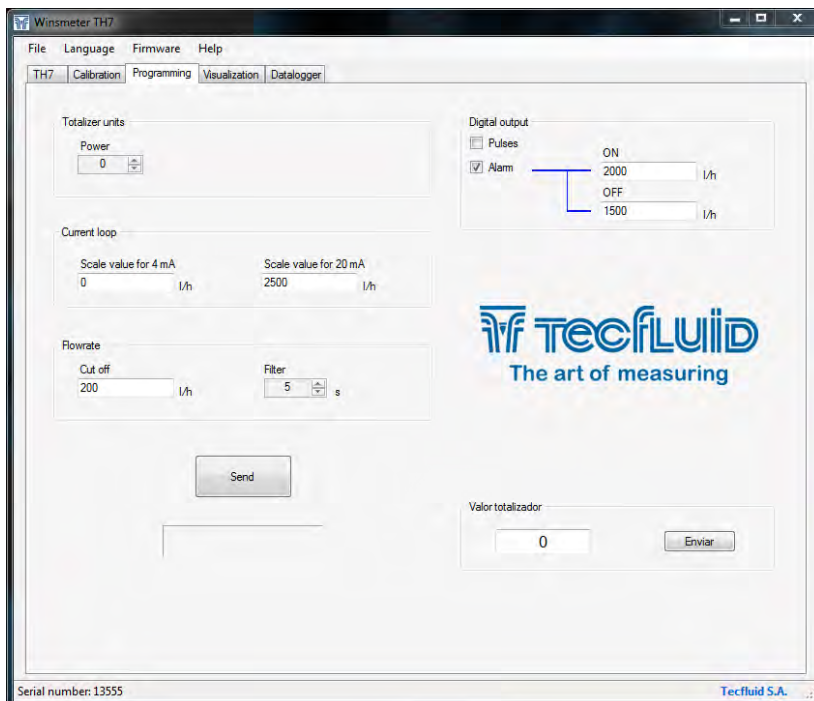 Winsmeter TH7
File Language Firmware Help
TH7 Calibration Programming Visualization Datalogger
Totalizer units
Power
0
Current loop
Scale value for 4 mA Scale value for 20 mA
0 l/h 2500 l/h
Flowrate
Cut off Filter
200 l/h 5 s
Send
Digital output
Pulses
Alarm
ON
2000 l/h
OFF
1500 l/h
TECFLUID
The art of measuring
Valor totalizador
0 Enviar
Serial number: 13555 Tecfluid S.A.